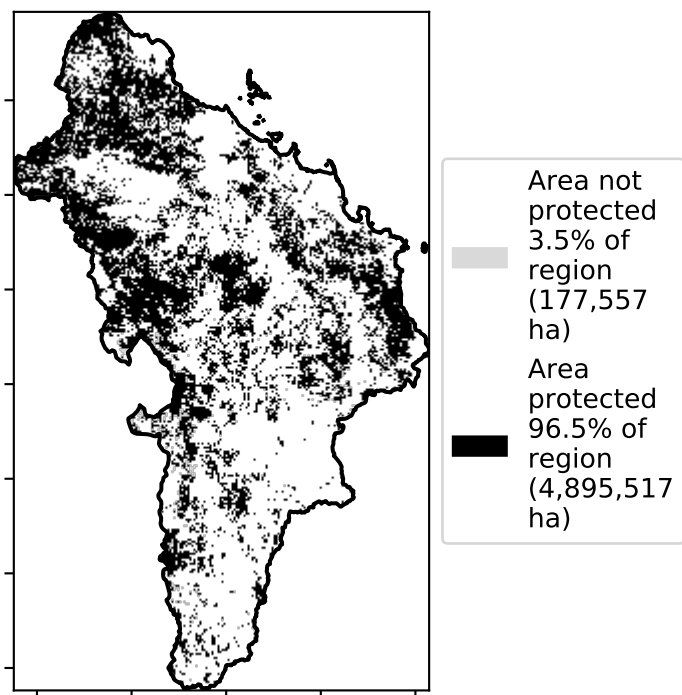 Area not
protected
3.5% of
region
(177,557
ha)
Area
protected
96.5% of
region
(4,895,517
ha)